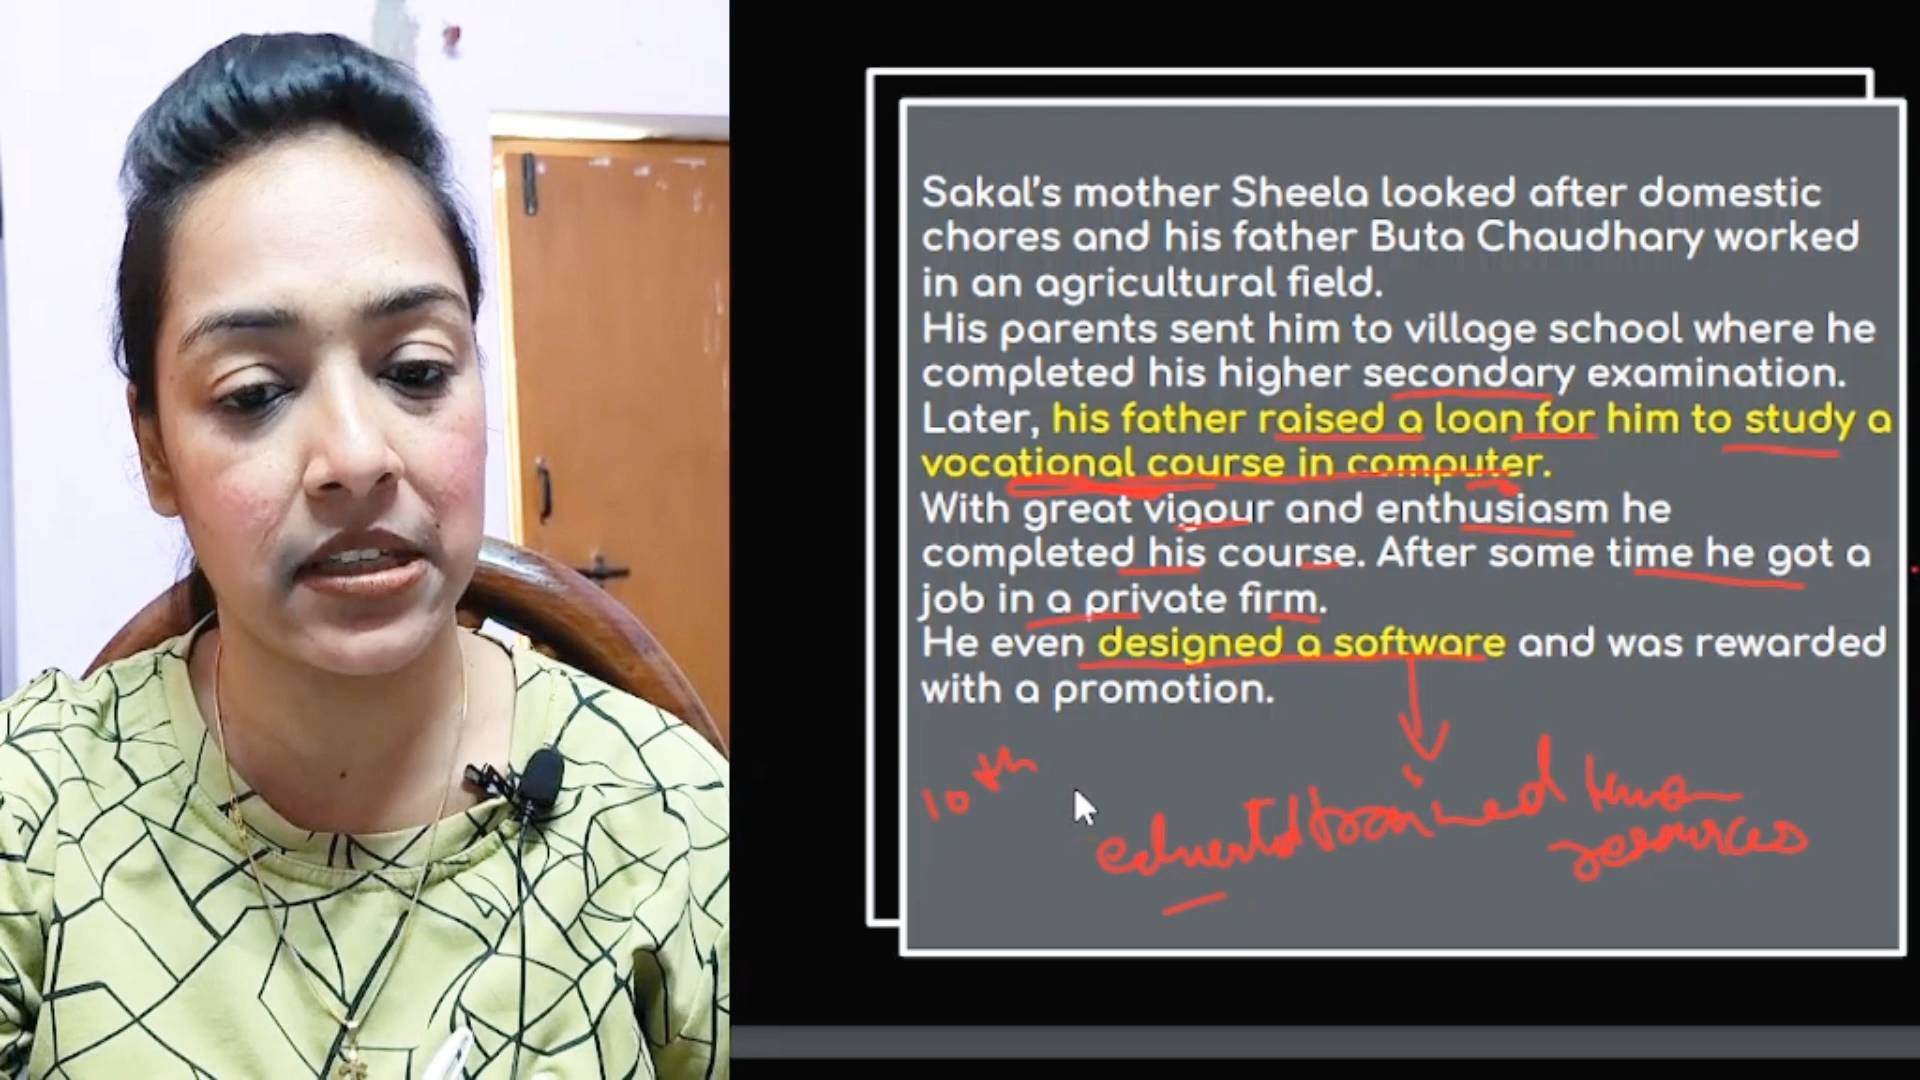 Sakal's mother Sheela looked after domestic
chores and his father Buta Chaudhary worked
in an agricultural field.
His parents sent him to village school where he
completed his higher secondary examination.
Later, his father raised a loan for him to study a
vocational course in computer.
With great vigour and enthusiasm he
completed his course. After some time he got a
job in a private firm.
He even designed a software and was rewarded
with a promotion.
10th
trained
resources